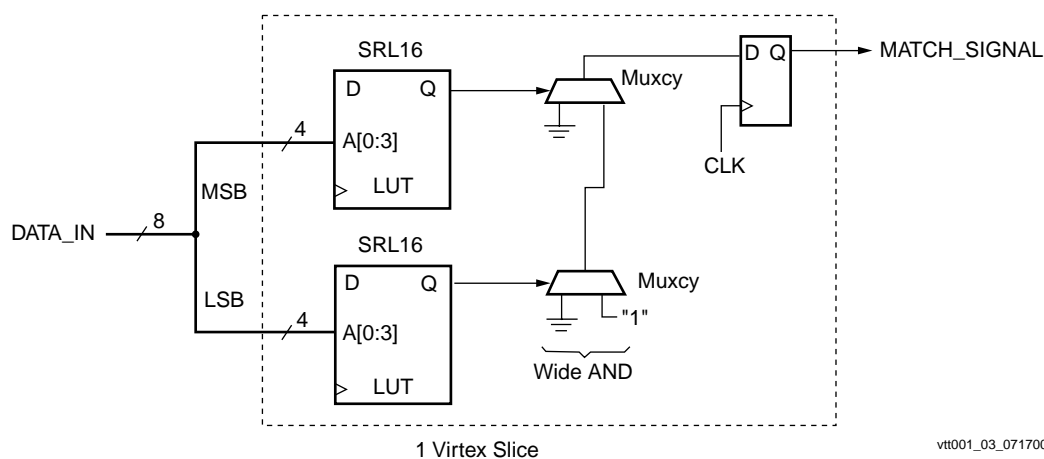 SRL16
D Q
A[0:3]
LUT
4
MSB
Muxcy
D Q
CLK
MATCH_SIGNAL
DATA_IN
8
SRL16
D Q
A[0:3]
LUT
4
LSB
Muxcy
"1"
Wide AND
1 Virtex Slice
vtt001_03_071700